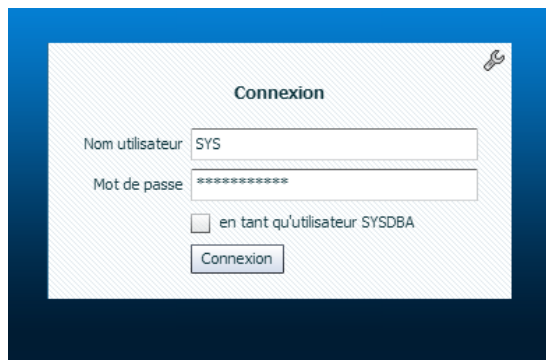 Connexion
Nom utilisateur SYS
Mot de passe ***********
en tant qu'utilisateur SYSDBA
Connexion